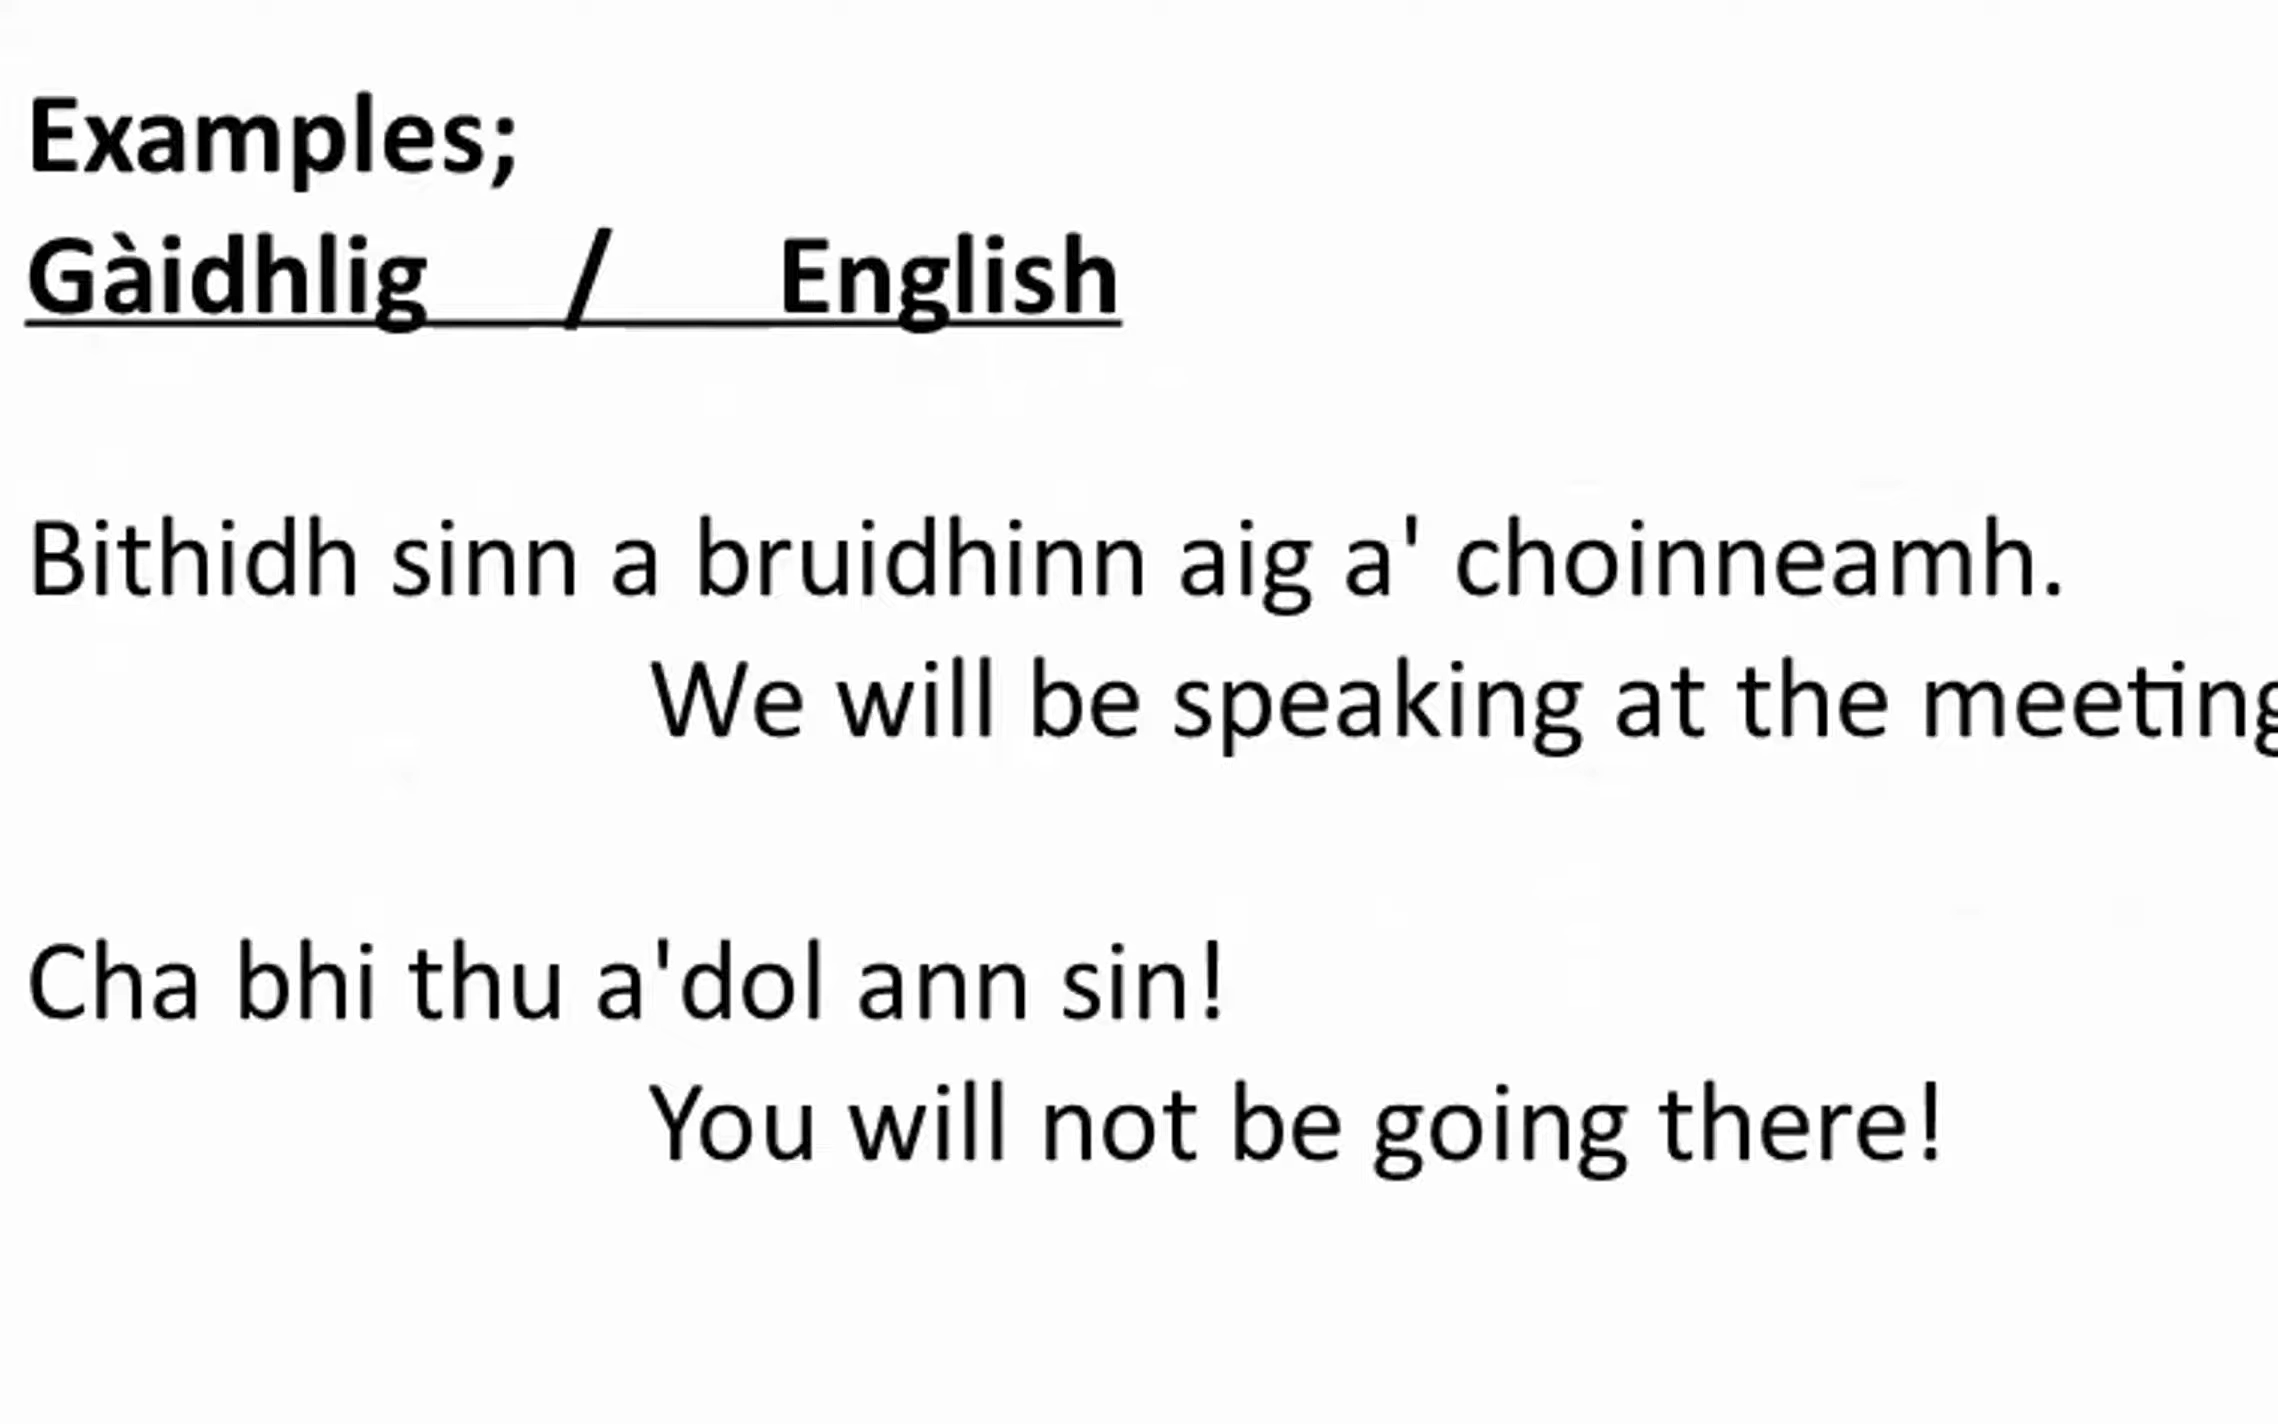 Examples;
Gàidhlig / English
Bithidh sinn a bruidhinn aig a' choinneamh.
We will be speaking at the meeting
Cha bhi thu a'dol ann sin!
You will not be going there!